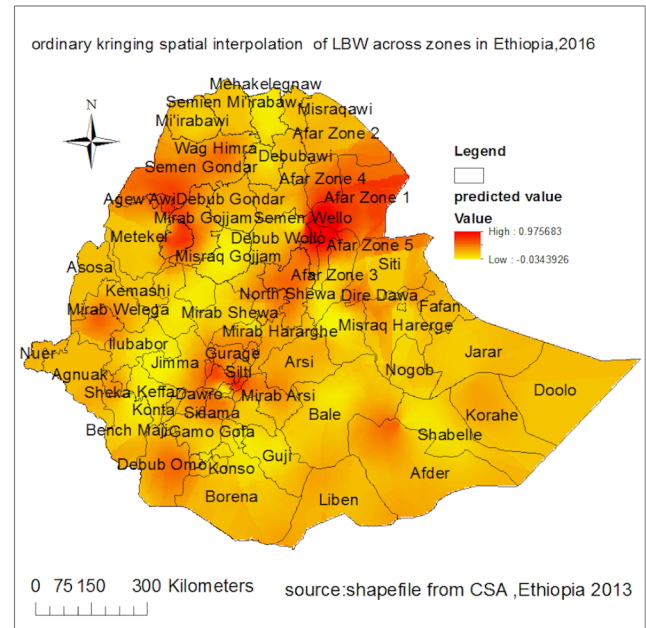 ordinary kringing spatial interpolation of LBW across zones in Ethiopia,2016
N
Mehakelegnaw
Semien Mi'irabaw
Misraqawi
Mi'irabawi
Afar Zone 2
Wag Himra
Debubawi
Semen Gondar
Afar Zone 4
Agew Awi
Debub Gondar
Afar Zone 1
Mirab Gojjam
Semen Wello
Metekel
Debub Wollo
Afar Zone 5
Misraq Gojjam
Siti
Asosa
Afar Zone 3
Kemashi
North Shewa
Dire Dawa
Fafan
Mirab Welega
Mirab Shewa
Misraq Harerge
Mirab Hararghe
Ilubabor
Nuer
Jimma
Gurage
Arsi
Jarar
Agnuak
Silti
Nogob
Doolo
Sheka
Keffa
Dawro
Mirab Arsi
Konta
Sidama
Bale
Korahe
Bench Maji
Gamo Gofa
Shabelle
Debub Omo
Konso
Guji
Afder
Borena
Liben
Legend
predicted value
Value
High : 0.975683
Low : -0.0343926
0 75 150 300 Kilometers
source:shapefile from CSA ,Ethiopia 2013